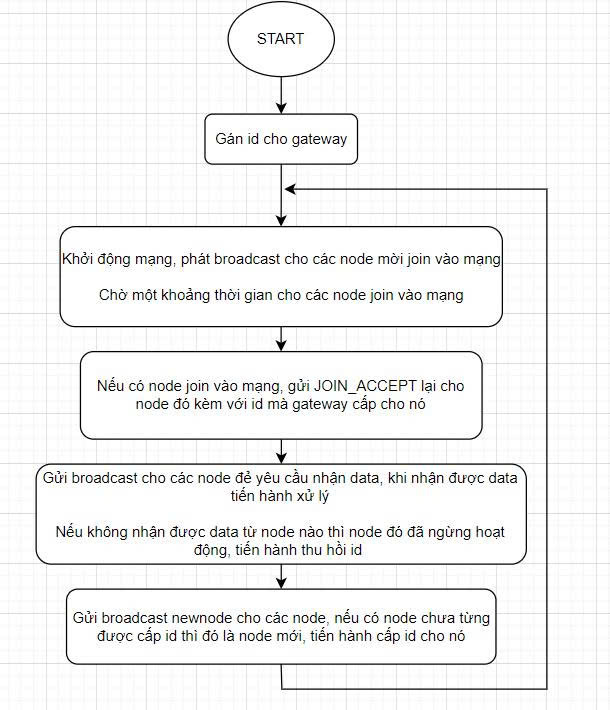 START
Gán id cho gateway
Khởi động mạng, phát broadcast cho các node mời join vào mạng
Chờ một khoảng thời gian cho các node join vào mạng
Nếu có node join vào mạng, gửi JOIN_ACCEPT lại cho
node đó kèm với id mà gateway cấp cho nó
Gửi broadcast cho các node để yêu cầu nhận data, khi nhận được data
tiến hành xử lý
Nếu không nhận được data từ node nào thì node đó đã ngừng hoạt
động, tiến hành thu hồi id
Gửi broadcast newnode cho các node, nếu có node chưa từng
được cấp id thì đó là node mới, tiến hành cấp id cho nó